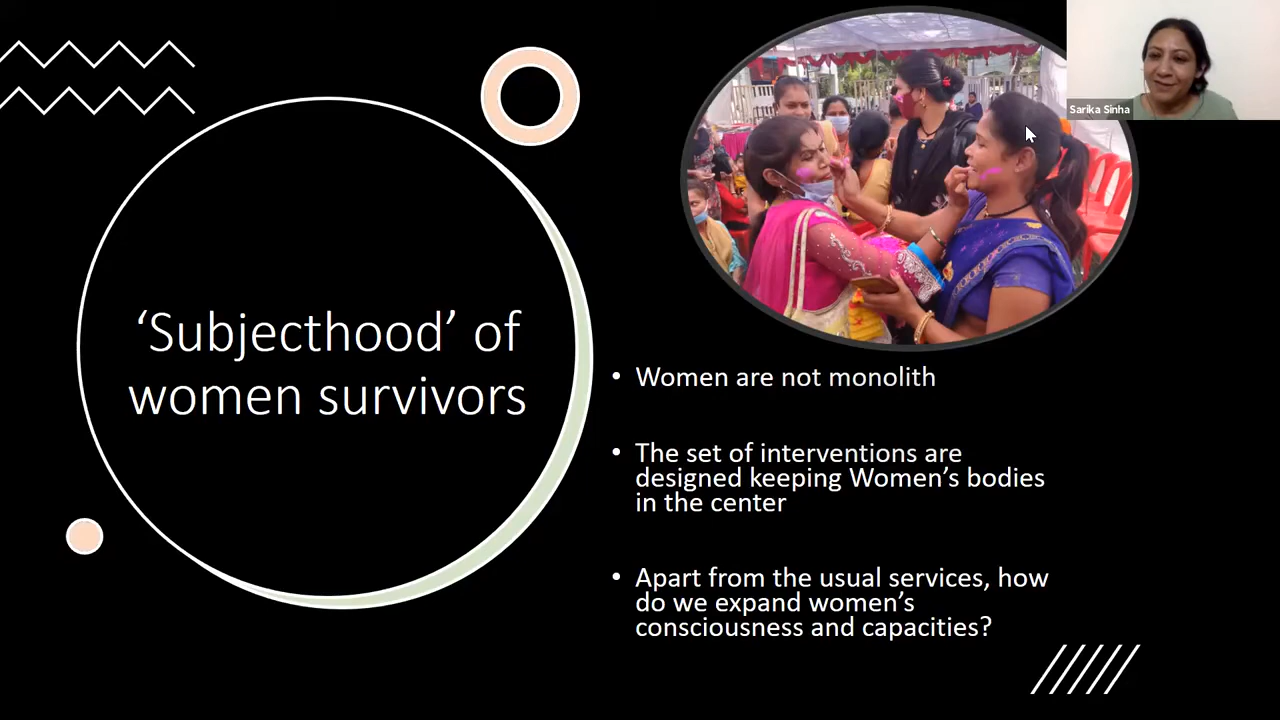 Sarika Sinha
‘Subjecthood’ of
women survivors
• Women are not monolith
• The set of interventions are
designed keeping Women’s bodies
in the center
• Apart from the usual services, how
do we expand women’s
consciousness and capacities?